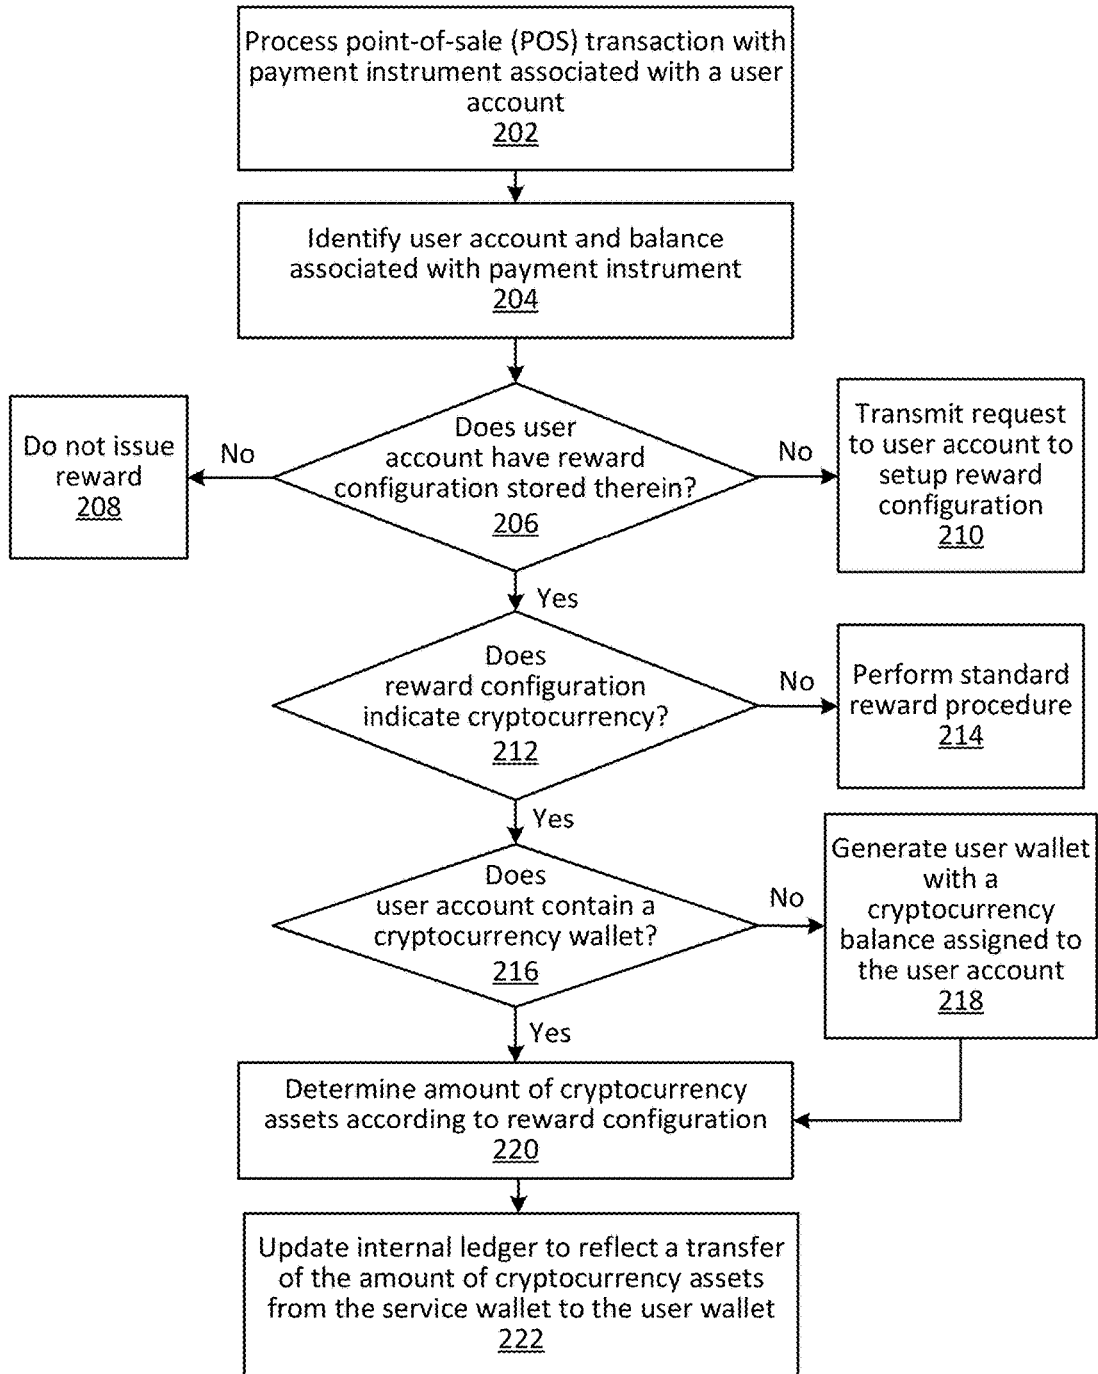 Process point-of-sale (POS) transaction with
payment instrument associated with a user
account
202
Identify user account and balance
associated with payment instrument
204
Does user
account have reward
configuration stored therein?
206
No
Do not issue
reward
208
No
Transmit request
to user account to
setup reward
configuration
210
Yes
Does
reward configuration
indicate cryptocurrency?
212
No
Perform standard
reward procedure
214
Yes
Does
user account contain a
cryptocurrency wallet?
216
No
Generate user wallet
with a
cryptocurrency
balance assigned to
the user account
218
Yes
Determine amount of cryptocurrency
assets according to reward configuration
220
Update internal ledger to reflect a transfer
of the amount of cryptocurrency assets
from the service wallet to the user wallet
222